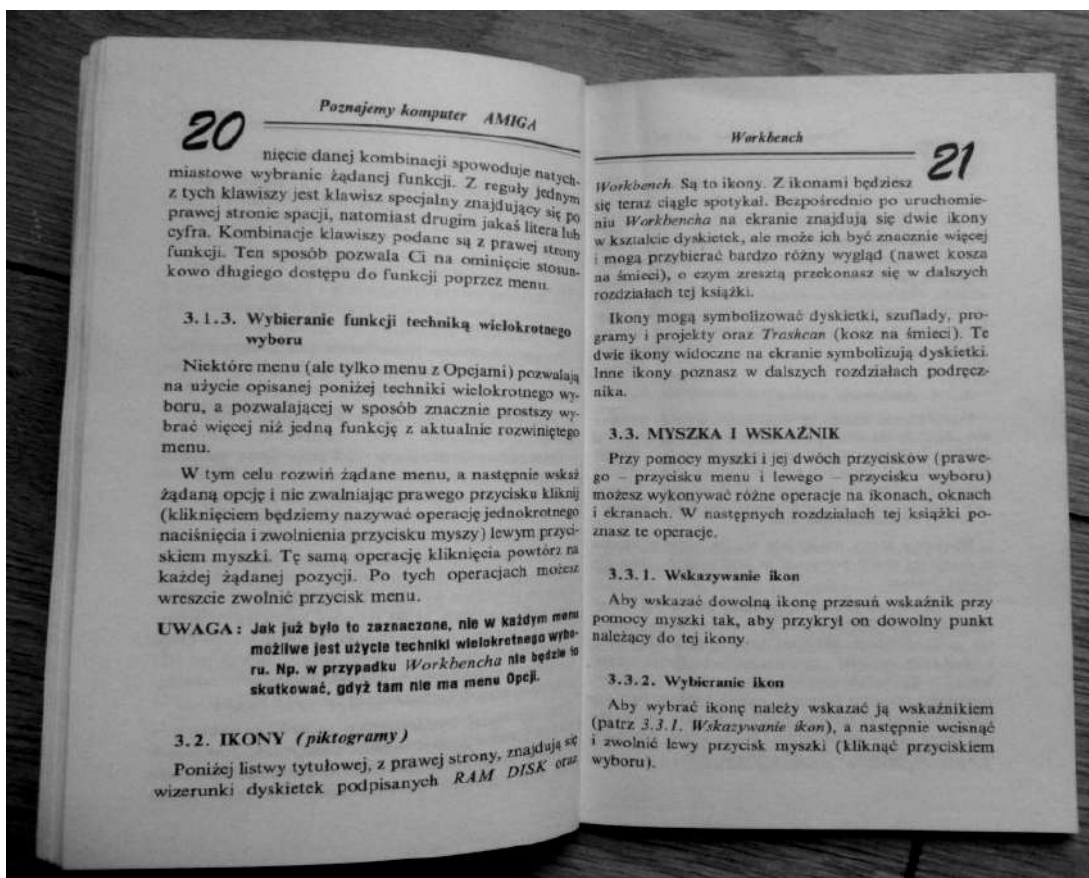 20
Poznajemy komputer AMIGA
nięcie danej kombinacji spowoduje natych-
miastowe wybranie żądanej funkcji. Z reguły jednym
z tych klawiszy jest klawisz specjalny znajdujący się po
prawej stronie spacji, natomiast drugim jakaś litera lub
cyfra. Kombinacje klawiszy podane są z prawej strony
funkcji. Ten sposób pozwala Ci na ominięcie stosun-
kowo długiego dostępu do funkcji poprzez menu.
3.1.3. Wybieranie funkcji techniką wielokrotnego
wyboru
Niektóre menu (ale tylko menu z Opcjami) pozwalają
na użycie opisanej poniżej techniki wielokrotnego wy-
boru, a pozwalającej w sposób znacznie prostszy wy-
brać więcej niż jedną funkcję z aktualnie rozwiniętego
menu.
W tym celu rozwiń żądane menu, a następnie wskaż
żądaną opcję i nie zwalniając prawego przycisku kliknij
(kliknięciem będziemy nazywać operację jednokrotnego
naciśnięcia i zwolnienia przycisku myszy) lewym przyci-
skiem myszki. Tę samą operację kliknięcia powtórz na
każdej żądanej pozycji. Po tych operacjach możesz
wreszcie zwolnić przycisk menu.
UWAGA: Jak już było to zaznaczone, nie w każdym menu
możliwe jest użycie techniki wielokrotnego wybo-
ru. Np. w przypadku Workbencha nie będzie to
skutkować, gdyż tam nie ma menu Opcji.
3.2. IKONY (piktogramy)
Poniżej listwy tytułowej, z prawej strony, znajdują się
wizerunki dyskietek podpisanych RAM DISK oraz
Workbench
21
Workbench. Są to ikony. Z ikonami będziesz
się teraz ciągle spotykał. Bezpośrednio po uruchomie-
niu Workbencha na ekranie znajdują się dwie ikony
w kształcie dyskietek, ale może ich być znacznie więcej
i mogą przybierać bardzo różny wygląd (nawet kosza
na śmieci), o czym zresztą przekonasz się w dalszych
rozdziałach tej książki.
Ikony mogą symbolizować dyskietki, szuflady, pro-
gramy i projekty oraz Trashcan (kosz na śmieci). Te
dwie ikony widoczne na ekranie symbolizują dyskietki.
Inne ikony poznasz w dalszych rozdziałach podręcz-
nika.
3.3. MYSZKA I WSKAŹNIK
Przy pomocy myszki i jej dwóch przycisków (prawe-
go – przycisku menu i lewego – przycisku wyboru)
możesz wykonywać różne operacje na ikonach, oknach
i ekranach. W następnych rozdziałach tej książki po-
znasz te operacje.
3.3.1. Wskazywanie ikon
Aby wskazać dowolną ikonę przesuń wskaźnik przy
pomocy myszki tak, aby przykrył on dowolny punkt
należący do tej ikony.
3.3.2. Wybieranie ikon
Aby wybrać ikonę należy wskazać ją wskaźnikiem
(patrz 3.3.1. Wskazywanie ikon), a następnie wcisnąć
i zwolnić lewy przycisk myszki (kliknąć przyciskiem
wyboru).